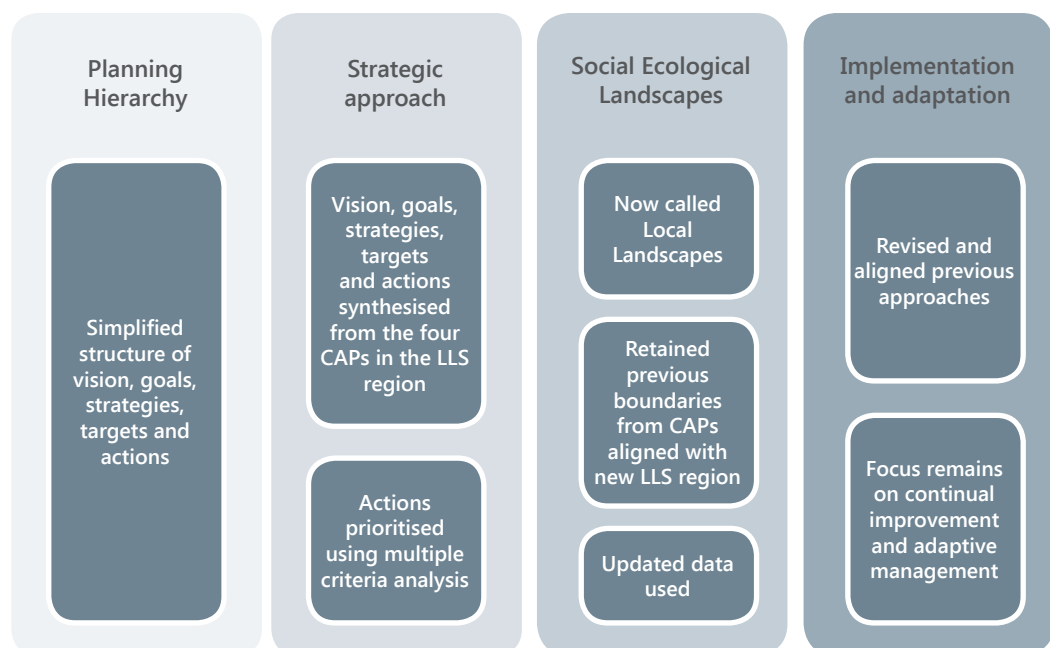 Planning
Hierarchy
Simplified
structure of
vision, goals,
strategies,
targets and
actions
Strategic
approach
Vision, goals,
strategies,
targets
and actions
synthesised
from the four
CAPs in the LLS
region
Actions
prioritised
using multiple
criteria analysis
Social Ecological
Landscapes
Now called
Local
Landscapes
Retained
previous
boundaries
from CAPs
aligned with
new LLS region
Updated data
used
Implementation
and adaptation
Revised and
aligned previous
approaches
Focus remains
on continual
improvement
and adaptive
management